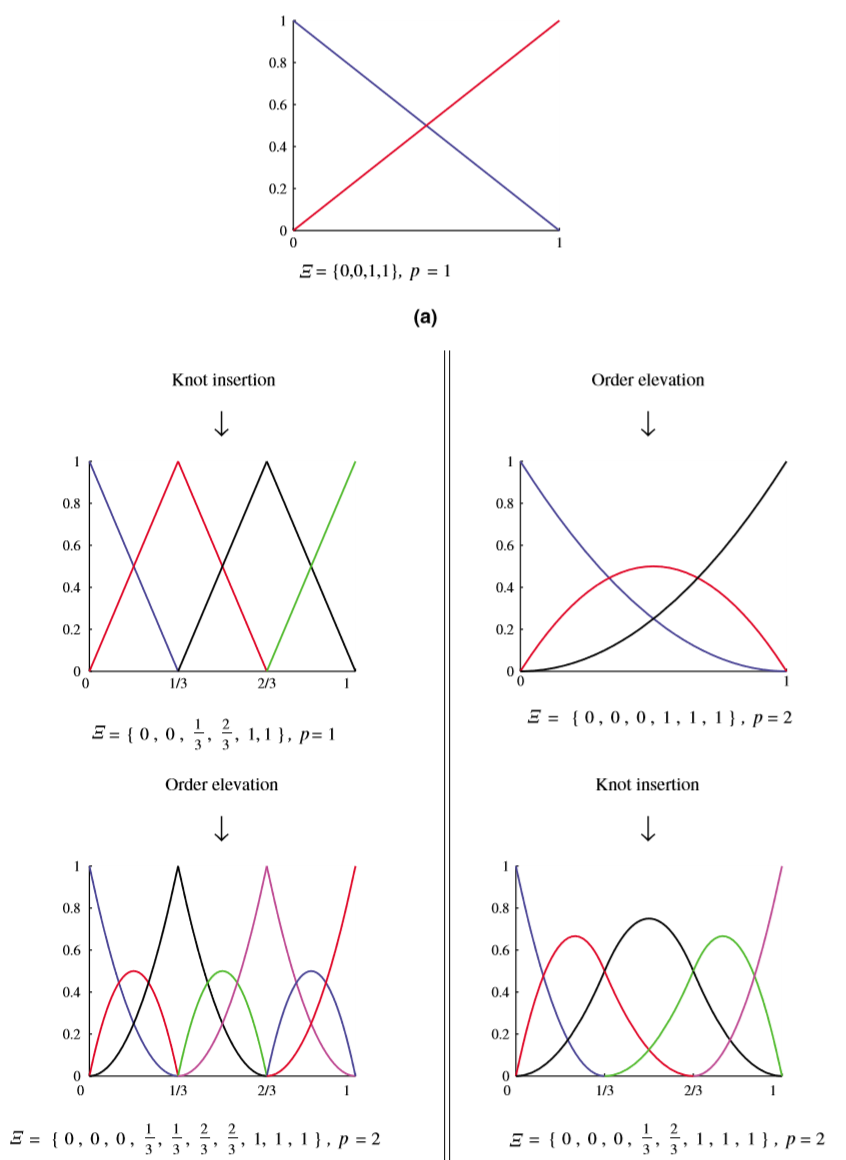 1
0.8
0.6
0.4
0.2
0
0 1
Ξ = {0,0,1,1}, p = 1
(a)
Knot insertion
↓
1
0.8
0.6
0.4
0.2
0
0 1/3 2/3 1
Ξ = { 0 , 0 , 1/3 , 2/3 , 1, 1 } , p = 1
Order elevation
↓
1
0.8
0.6
0.4
0.2
0
0 1/3 2/3 1
Ξ = { 0 , 0 , 0 , 1/3 , 1/3 , 2/3 , 2/3 , 1, 1 , 1 } , p = 2
Order elevation
↓
1
0.8
0.6
0.4
0.2
0
0 1
Ξ = { 0 , 0 , 0 , 1 , 1 , 1 } , p = 2
Knot insertion
↓
1
0.8
0.6
0.4
0.2
0
0 1/3 2/3 1
Ξ = { 0 , 0 , 0 , 1/3 , 2/3 , 1 , 1 , 1 } , p = 2